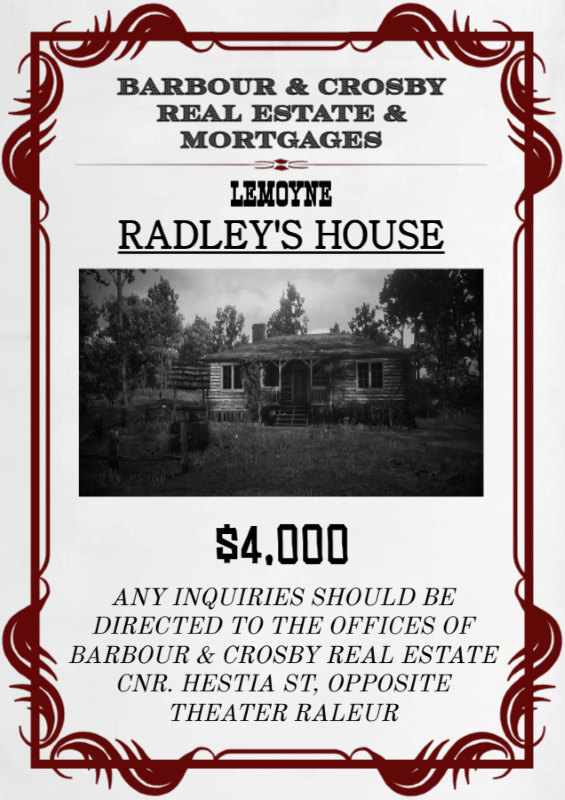 BARBOUR & CROSBY
REAL ESTATE &
MORTGAGES
LEMOYNE
RADLEY'S HOUSE
$4,000
ANY INQUIRIES SHOULD BE
DIRECTED TO THE OFFICES OF
BARBOUR & CROSBY REAL ESTATE
CNR. HESTIA ST, OPPOSITE
THEATER RALEUR